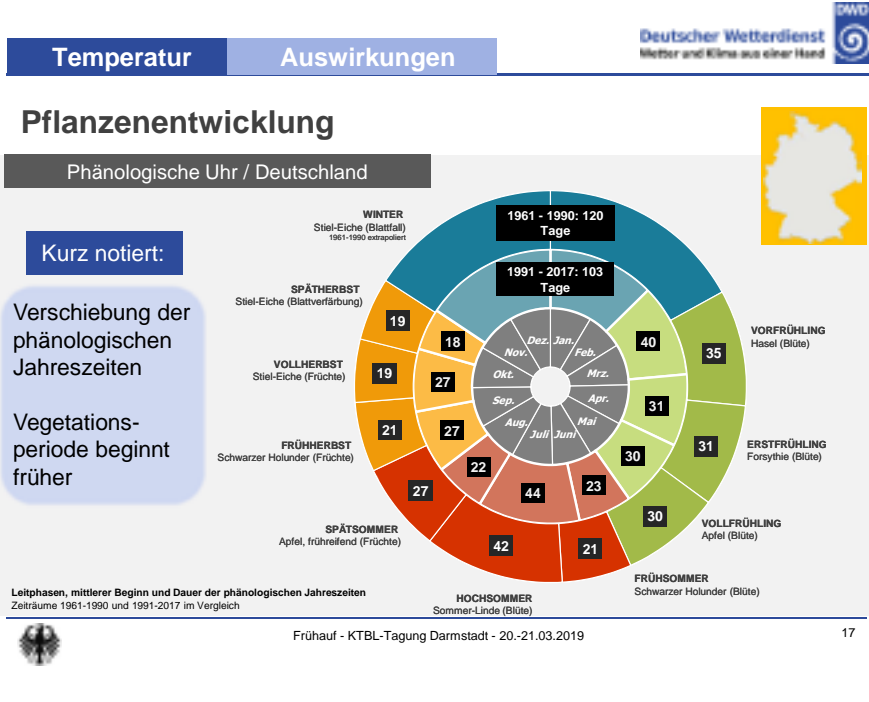 DWD
Deutscher Wetterdienst
Wetter und Klima aus einer Hand
Temperatur
Auswirkungen
Pflanzenentwicklung
Phänologische Uhr / Deutschland
Kurz notiert:
Verschiebung der
phänologischen
Jahreszeiten
Vegetations-
periode beginnt
früher
WINTER
Stiel-Eiche (Blattfall)
1961-1990 extrapoliert
SPÄTHERBST
Stiel-Eiche (Blattverfärbung)
VOLLHERBST
Stiel-Eiche (Früchte)
FRÜHHERBST
Schwarzer Holunder (Früchte)
SPÄTSOMMER
Apfel, frühreifend (Früchte)
HOCHSOMMER
Sommer-Linde (Blüte)
FRÜHSOMMER
Schwarzer Holunder (Blüte)
VOLLFRÜHLING
Apfel (Blüte)
ERSTFRÜHLING
Forsythie (Blüte)
VORFRÜHLING
Hasel (Blüte)
1961 - 1990: 120
Tage
1991 - 2017: 103
Tage
35
31
30
21
42
27
21
19
19
40
31
30
23
44
22
27
27
18
Jan.
Feb.
Mrz.
Apr.
Mai
Juni
Juli
Aug.
Sep.
Okt.
Nov.
Dez.
Leitphasen, mittlerer Beginn und Dauer der phänologischen Jahreszeiten
Zeiträume 1961-1990 und 1991-2017 im Vergleich
Frühauf - KTBL-Tagung Darmstadt - 20.-21.03.2019
17